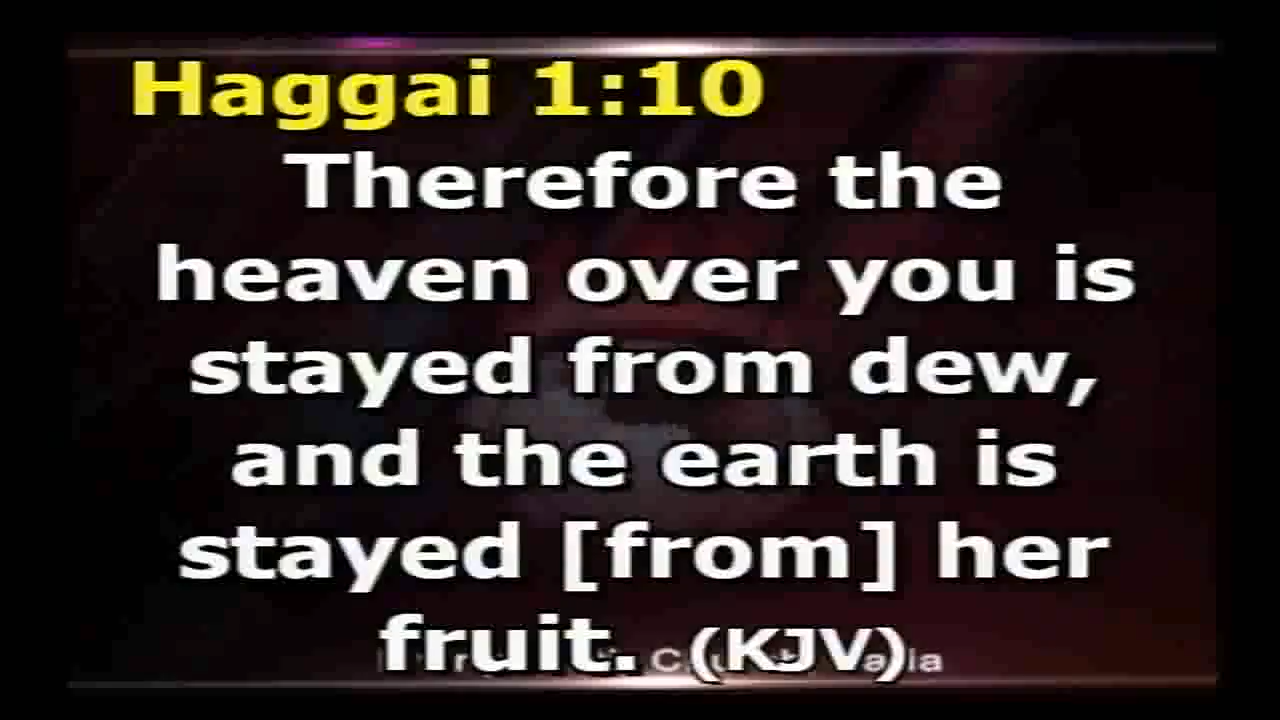 Haggai 1:10
Therefore the
heaven over you is
stayed from dew,
and the earth is
stayed [from] her
fruit. (KJV)